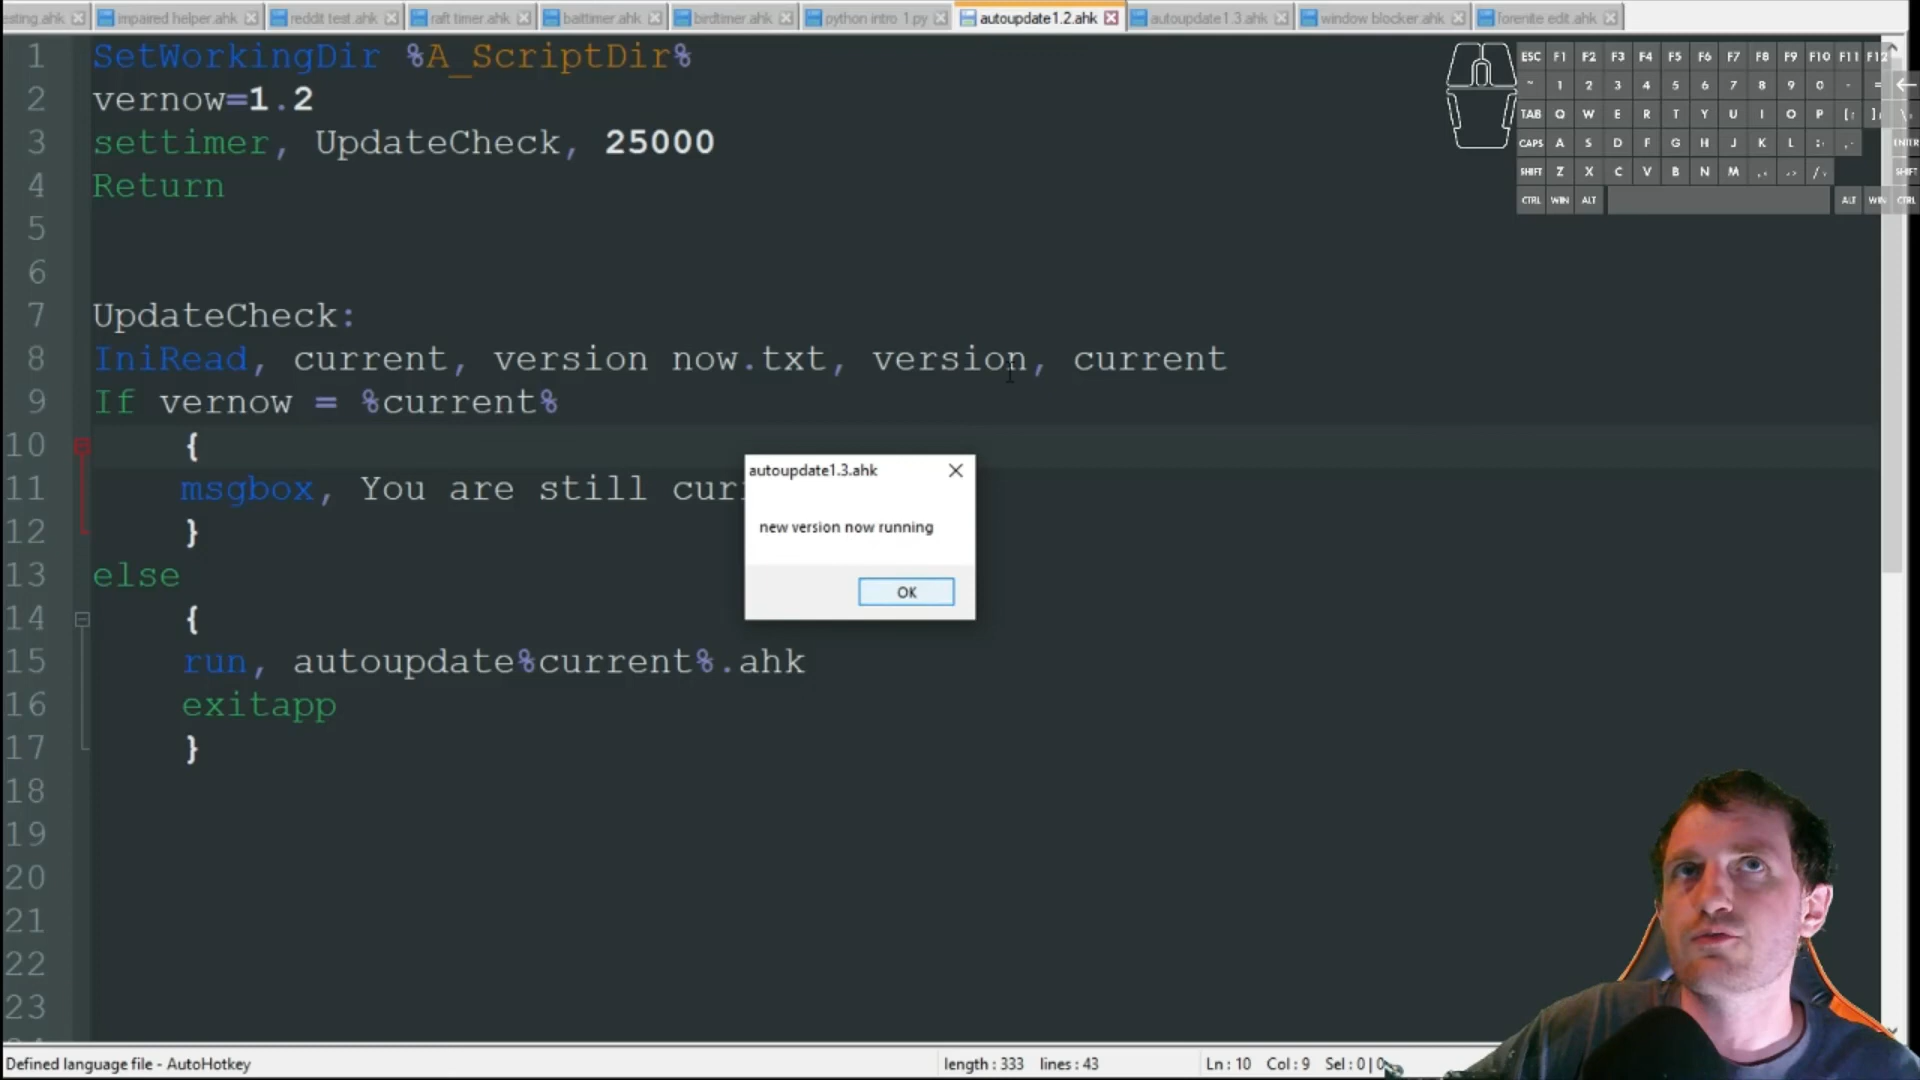 esting.ahk impaired helper.ahk reddit test.ahk raft timer.ahk baittimer.ahk birdtimer.ahk python intro 1.py autoupdate1.2.ahk autoupdate1.3.ahk window blocker.ahk forenite edit.ahk
1 SetWorkingDir %A_ScriptDir%
2 vernow=1.2
3 settimer, UpdateCheck, 25000
4 Return
5
6
7 UpdateCheck:
8 IniRead, current, version now.txt, version, current
9 If vernow = %current%
10 {
11 msgbox, You are still curr
12 }
13 else
14 {
15 run, autoupdate%current%.ahk
16 exitapp
17 }
18
19
20
21
22
23
ESC F1 F2 F3 F4 F5 F6 F7 F8 F9 F10 F11 F12
~ 1 2 3 4 5 6 7 8 9 0 - =
TAB Q W E R T Y U I O P [
CAPS A S D F G H J K L ENTER
SHIFT Z X C V B N M SHIFT
CTRL WIN ALT ALT WIN CTRL
autoupdate1.3.ahk
new version now running
OK
Defined language file - AutoHotkey length : 333 lines : 43 Ln : 10 Col : 9 Sel : 0 | 0